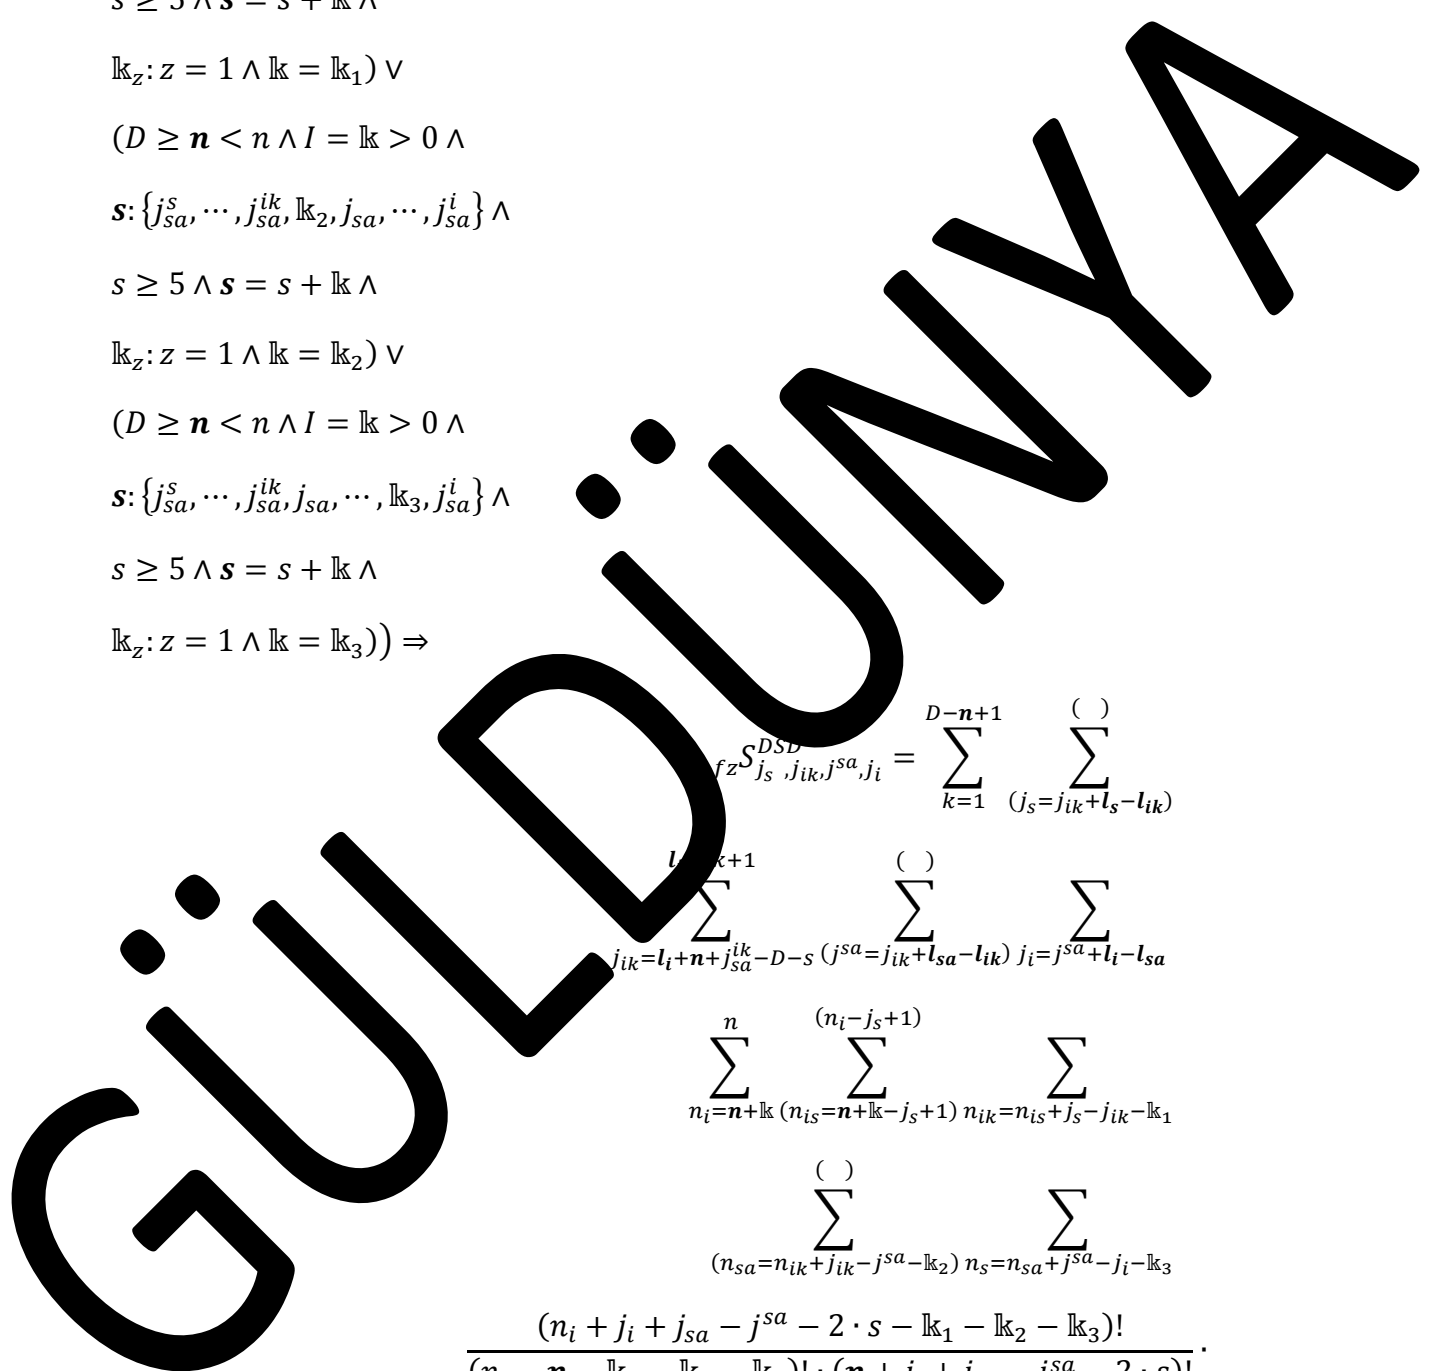 s ≥ 5 ∧ 𝒔 = s + 𝕜 ∧
𝕜_z: z = 1 ∧ 𝕜 = 𝕜_1) ∨
(D ≥ 𝒏 < n ∧ I = 𝕜 > 0 ∧
𝒔: {j_{sa}^{s}, ⋯, j_{sa}^{ik}, 𝕜_2, j_{sa}, ⋯, j_{sa}^{i}} ∧
s ≥ 5 ∧ 𝒔 = s + 𝕜 ∧
𝕜_z: z = 1 ∧ 𝕜 = 𝕜_2) ∨
(D ≥ 𝒏 < n ∧ I = 𝕜 > 0 ∧
𝒔: {j_{sa}^{s}, ⋯, j_{sa}^{ik}, j_{sa}, ⋯, 𝕜_3, j_{sa}^{i}} ∧
s ≥ 5 ∧ 𝒔 = s + 𝕜 ∧
𝕜_z: z = 1 ∧ 𝕜 = 𝕜_3)) ⇒
_{fz}S_{j_s, j_{ik}, j^{sa}, j_i}^{DSD} = ∑_{k=1}^{D−𝒏+1} ∑_{(j_s=j_{ik}+𝒍_𝒔−𝒍_{𝒊𝒌})}^{( )}
∑_{j_{ik}=𝒍_𝒊+𝒏+j_{sa}^{ik}−D−s} ∑_{(j^{sa}=j_{ik}+𝒍_{𝒔𝒂}−𝒍_{𝒊𝒌})}^{( )} ∑_{j_i=j^{sa}+𝒍_𝒊−𝒍_{𝒔𝒂}}
∑_{n_i=𝒏+𝕜}^{n} ∑_{(n_{is}=𝒏+𝕜−j_s+1)}^{(n_i−j_s+1)} ∑_{n_{ik}=n_{is}+j_s−j_{ik}−𝕜_1}
∑_{(n_{sa}=n_{ik}+j_{ik}−j^{sa}−𝕜_2)}^{( )} ∑_{n_s=n_{sa}+j^{sa}−j_i−𝕜_3}
(n_i + j_i + j_{sa} − j^{sa} − 2 · s − 𝕜_1 − 𝕜_2 − 𝕜_3)! ·
GÜLDÜNYA